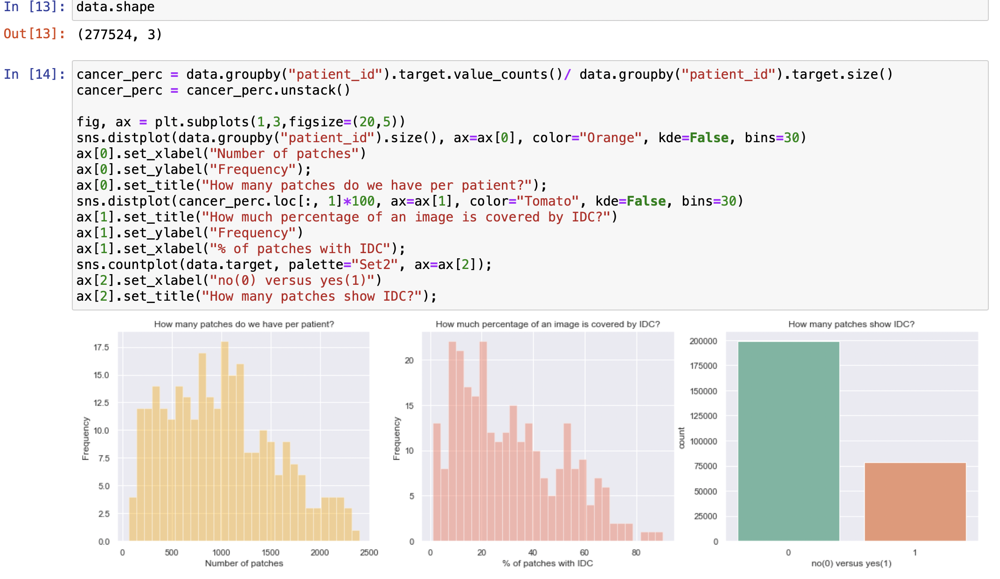 In [13]: data.shape
Out[13]: (277524, 3)
In [14]: cancer_perc = data.groupby("patient_id").target.value_counts()/ data.groupby("patient_id").target.size()
cancer_perc = cancer_perc.unstack()
fig, ax = plt.subplots(1,3,figsize=(20,5))
sns.distplot(data.groupby("patient_id").size(), ax=ax[0], color="Orange", kde=False, bins=30)
ax[0].set_xlabel("Number of patches")
ax[0].set_ylabel("Frequency");
ax[0].set_title("How many patches do we have per patient?");
sns.distplot(cancer_perc.loc[:, 1]*100, ax=ax[1], color="Tomato", kde=False, bins=30)
ax[1].set_title("How much percentage of an image is covered by IDC?")
ax[1].set_ylabel("Frequency")
ax[1].set_xlabel("% of patches with IDC");
sns.countplot(data.target, palette="Set2", ax=ax[2]);
ax[2].set_xlabel("no(0) versus yes(1)")
ax[2].set_title("How many patches show IDC?");
How many patches do we have per patient?
17.5
15.0
12.5
10.0
7.5
5.0
2.5
0.0
Frequency
0 500 1000 1500 2000 2500
Number of patches
How much percentage of an image is covered by IDC?
20
15
10
5
0
Frequency
0 20 40 60 80
% of patches with IDC
How many patches show IDC?
200000
175000
150000
125000
100000
75000
50000
25000
0
count
0 1
no(0) versus yes(1)